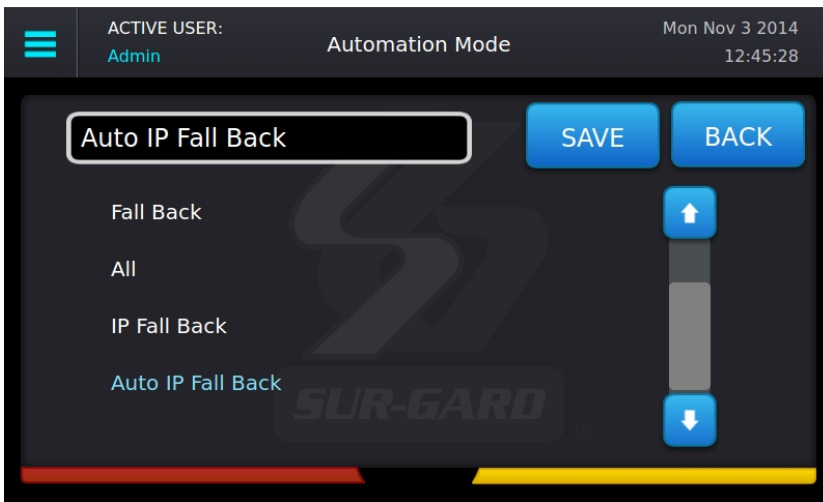 ACTIVE USER:
Admin
Automation Mode
Mon Nov 3 2014
12:45:28
Auto IP Fall Back
SAVE
BACK
Fall Back
All
IP Fall Back
Auto IP Fall Back
SUR-GARD
®